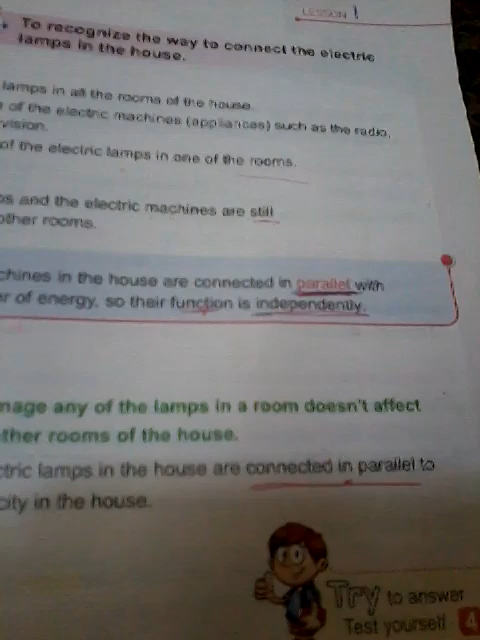 LESSON 1
To recognize the way to connect the electric
lamps in the house.
lamps in all the rooms of the house.
of the electric machines (appliances) such as the radio,
vision.
of the electric lamps in one of the rooms.
os and the electric machines are still
other rooms.
chines in the house are connected in parallel with
er of energy, so their function is independently.
mage any of the lamps in a room doesn't affect
ther rooms of the house.
ctric lamps in the house are connected in parallel to
city in the house.
Try to answer
Test yourself 4